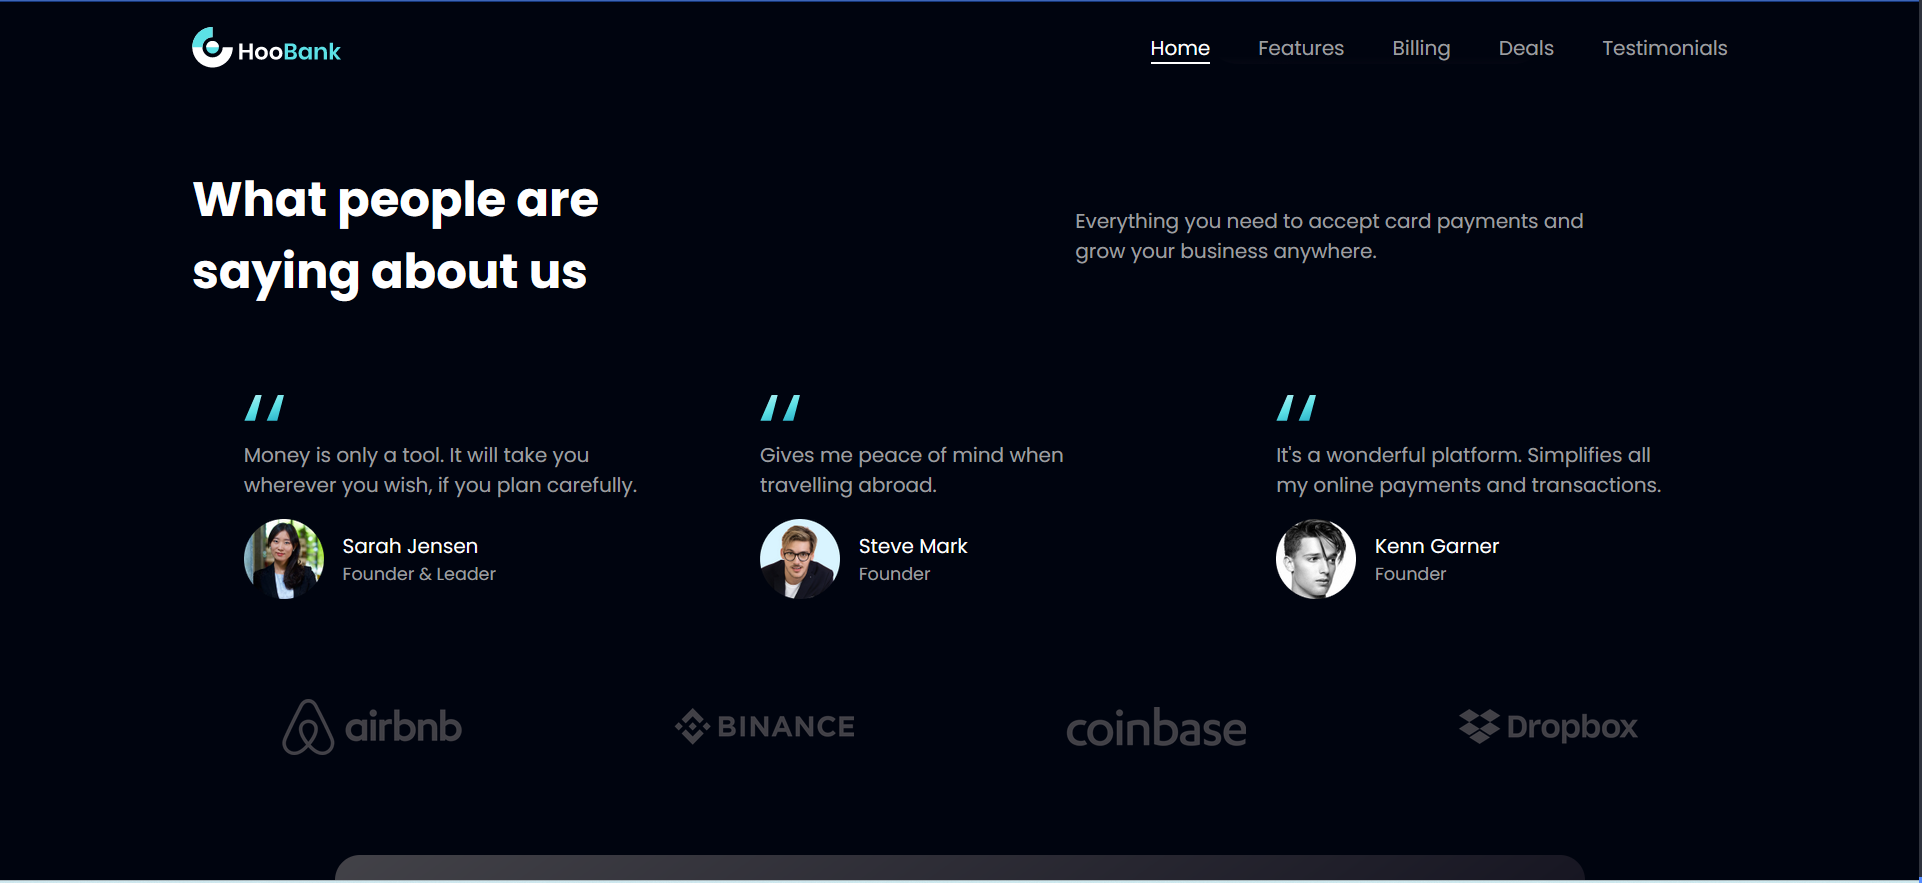 HooBank
Home
Features
Billing
Deals
Testimonials
What people are
saying about us
Everything you need to accept card payments and
grow your business anywhere.
Money is only a tool. It will take you
wherever you wish, if you plan carefully.
Sarah Jensen
Founder & Leader
Gives me peace of mind when
travelling abroad.
Steve Mark
Founder
It's a wonderful platform. Simplifies all
my online payments and transactions.
Kenn Garner
Founder
airbnb
BINANCE
coinbase
Dropbox